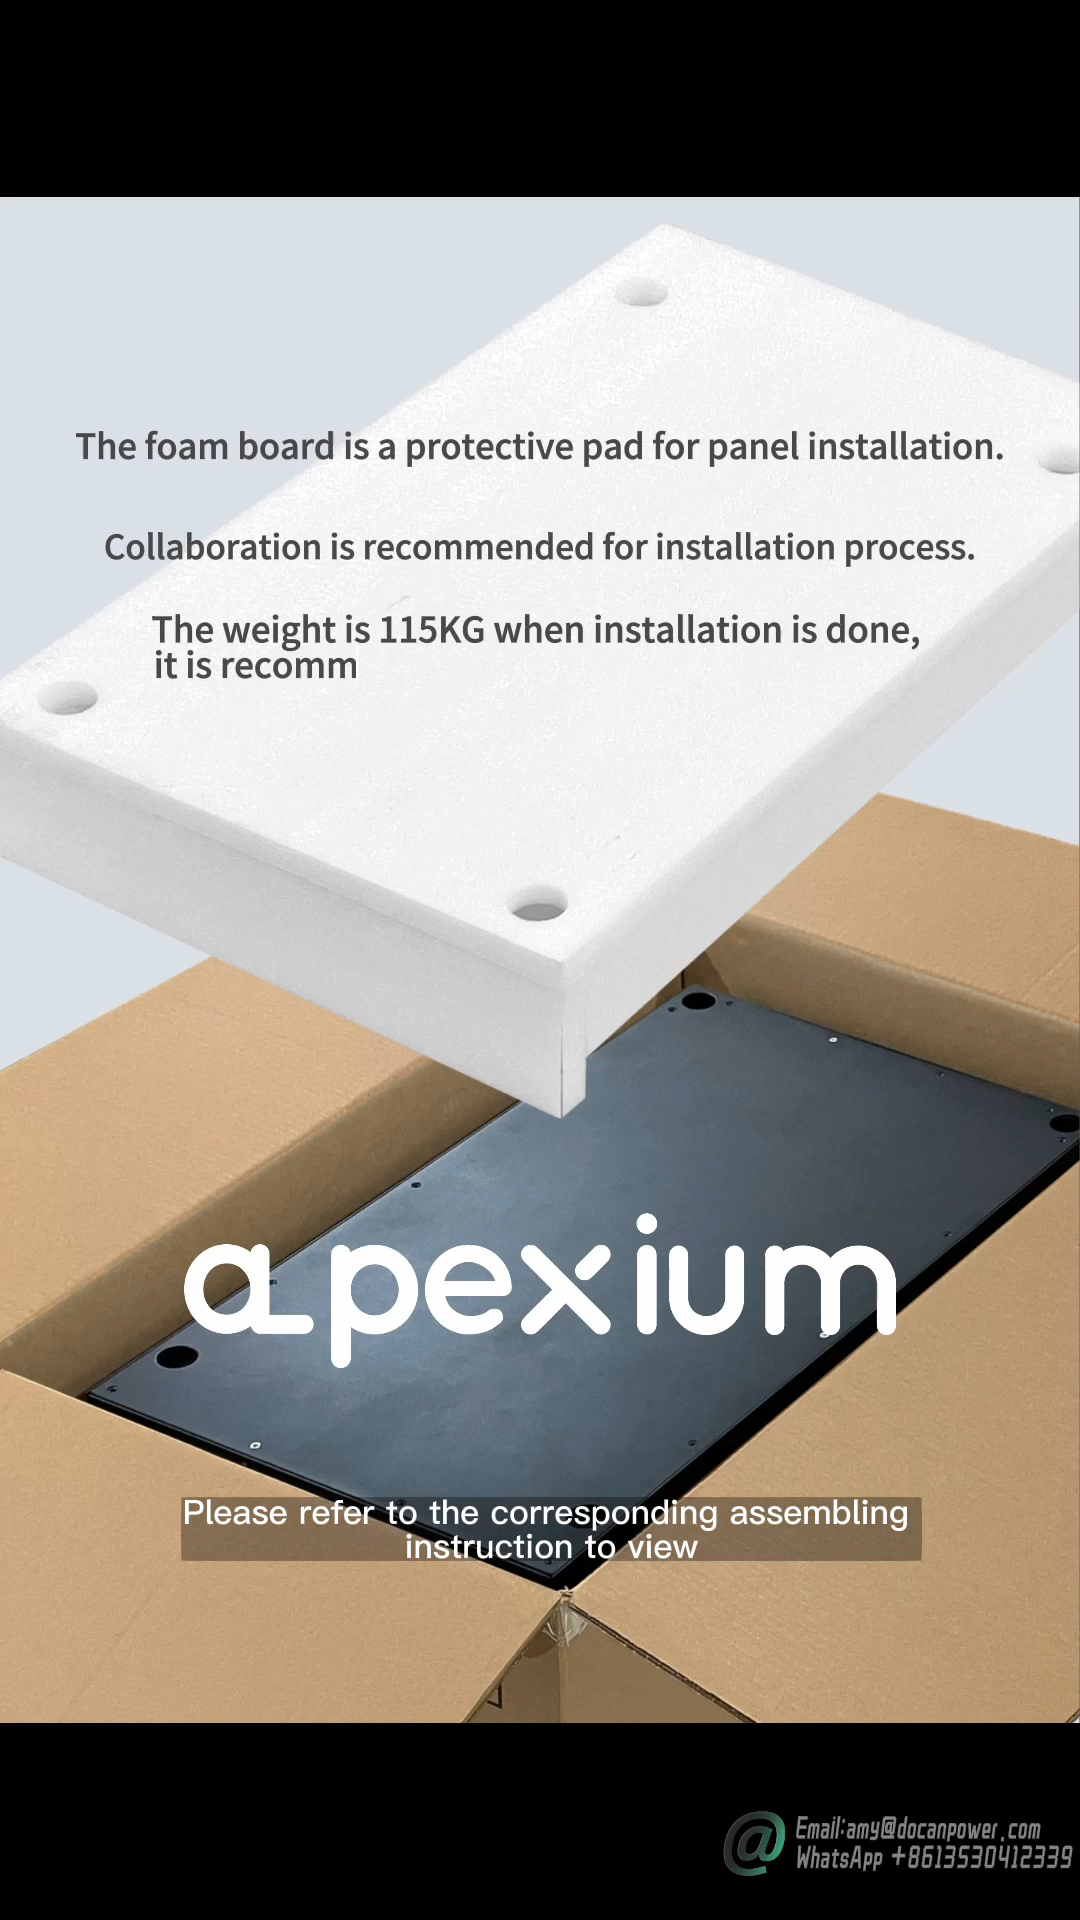 The foam board is a protective pad for panel installation.
Collaboration is recommended for installation process.
The weight is 115KG when installation is done,
it is recomm
apexium
Please refer to the corresponding assembling
instruction to view
@ Email:amy@docanpower.com
WhatsApp +8613530412339